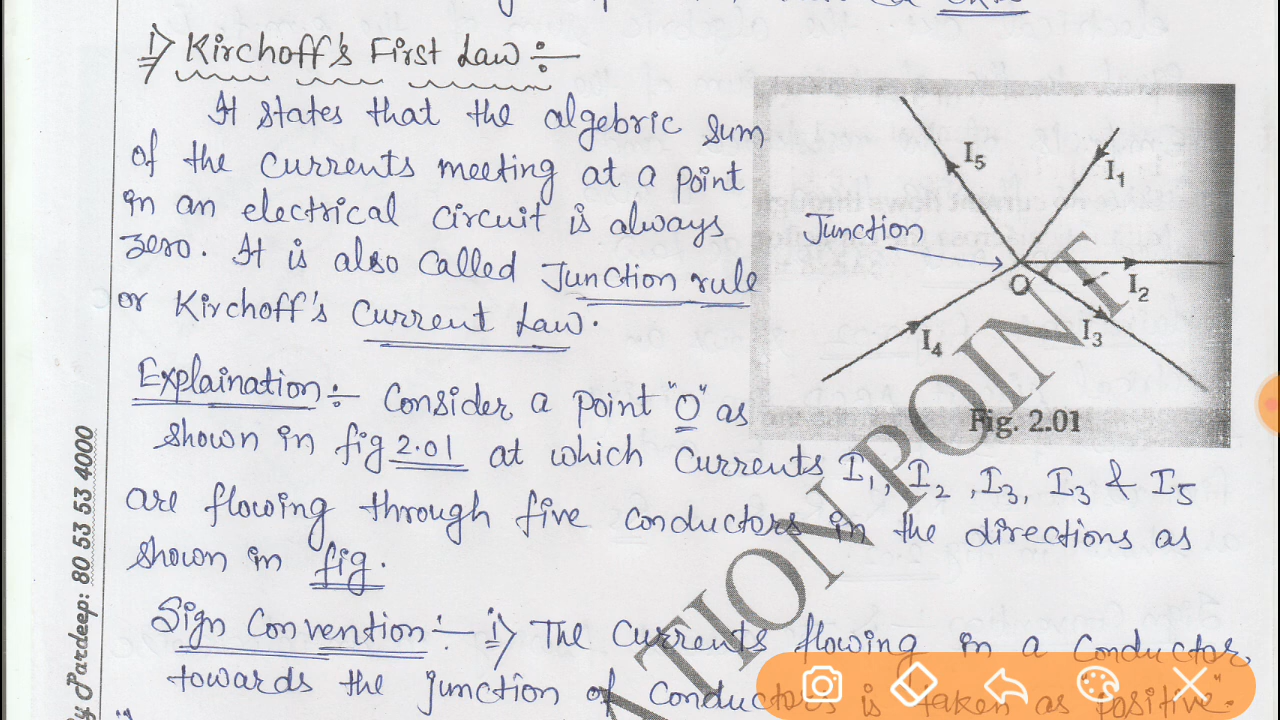 1) Kirchoff's First Law :-
It states that the algebric sum
of the currents meeting at a point
in an electrical circuit is always
zero. It is also called Junction rule
or Kirchoff's Current Law.
I5
I1
Junction
O
I2
I4
I3
Fig. 2.01
Explaination :- Consider a point "O" as
shown in fig 2.01 at which currents I1, I2, I3, I3 & I5
are flowing through five conductors in the directions as
shown in fig.
Sign Convention :- i) The currents flowing in a conductor
towards the junction of conductors is taken as "positive".
y Pardeep: 80 53 53 4000
ATION POINT